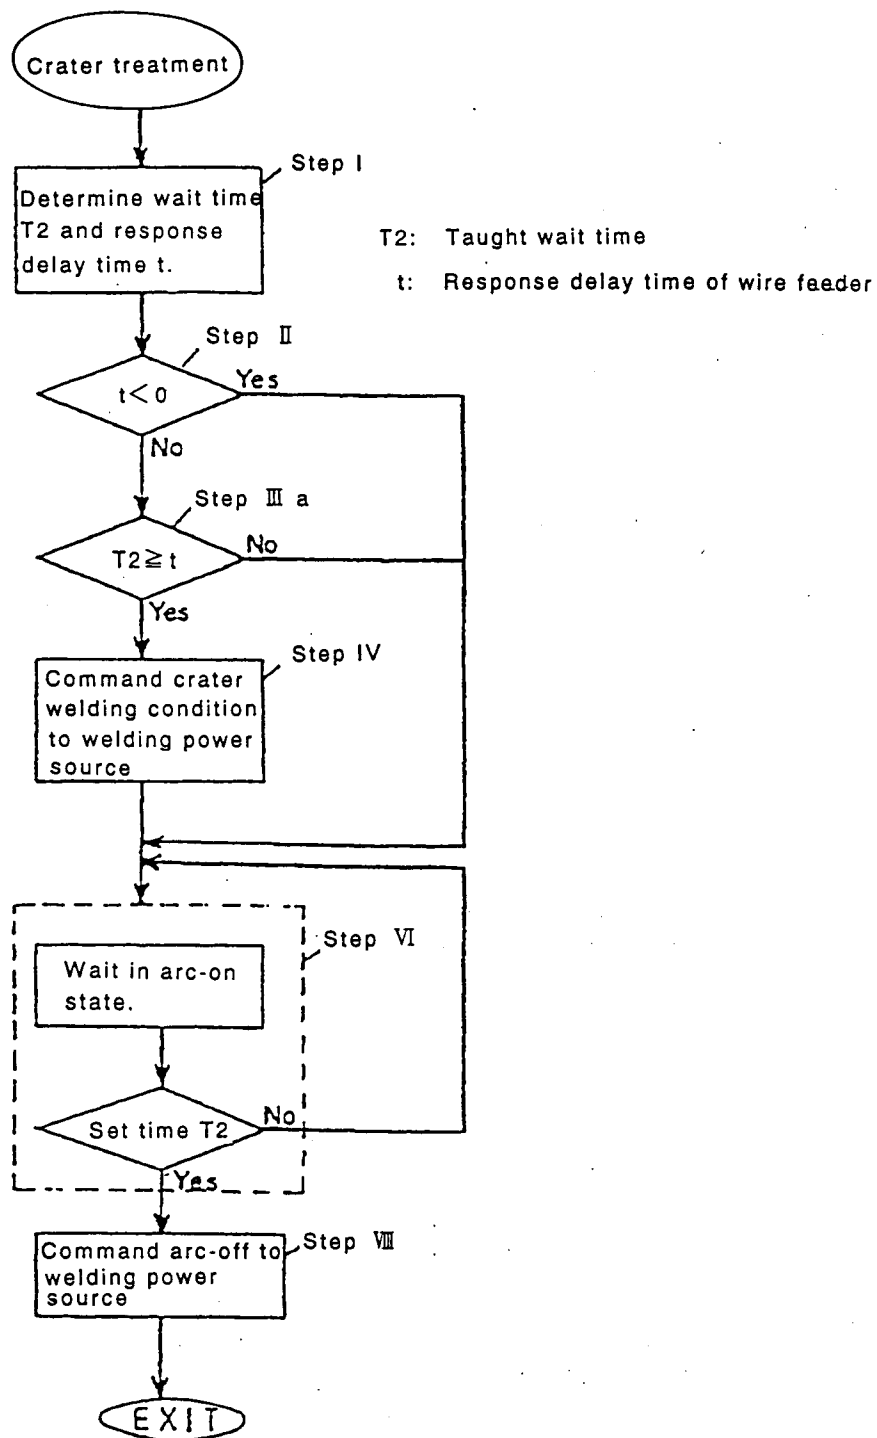 Crater treatment
Step I
Determine wait time
T2 and response
delay time t.
T2: Taught wait time
t: Response delay time of wire feeder
Step Ⅱ
t<0
Yes
No
Step Ⅲ a
T2≧t
No
Yes
Step IV
Command crater
welding condition
to welding power
source
Step Ⅵ
Wait in arc-on
state.
Set time T2
No
Yes
Step Ⅷ
Command arc-off to
welding power
source
EXIT